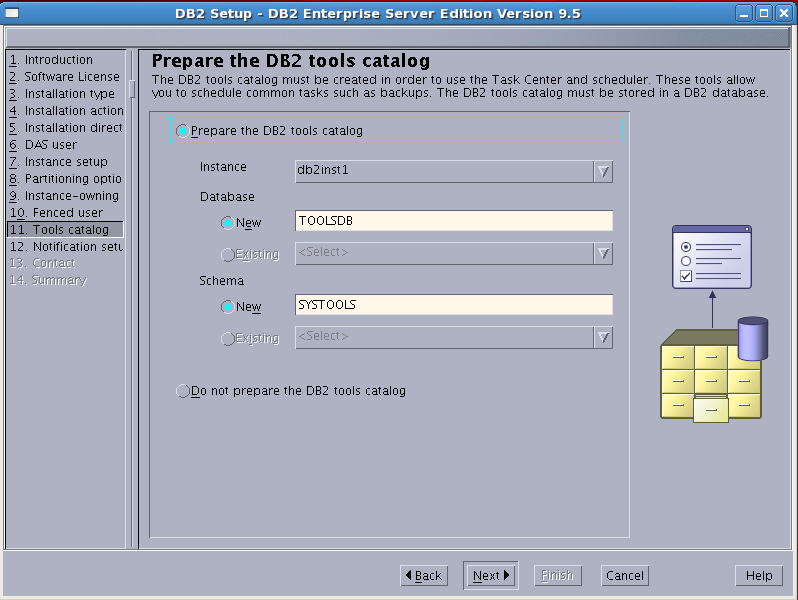 DB2 Setup - DB2 Enterprise Server Edition Version 9.5
1. Introduction
2. Software License
3. Installation type
4. Installation action
5. Installation direct
6. DAS user
7. Instance setup
8. Partitioning optio
9. Instance-owning
10. Fenced user
11. Tools catalog
12. Notification setu
13. Contact
14. Summary
Prepare the DB2 tools catalog
The DB2 tools catalog must be created in order to use the Task Center and scheduler. These tools allow
you to schedule common tasks such as backups. The DB2 tools catalog must be stored in a DB2 database.
Prepare the DB2 tools catalog
Instance
db2inst1
Database
New
TOOLSDB
Existing
<Select>
Schema
New
SYSTOOLS
Existing
<Select>
Do not prepare the DB2 tools catalog
Back
Next
Finish
Cancel
Help